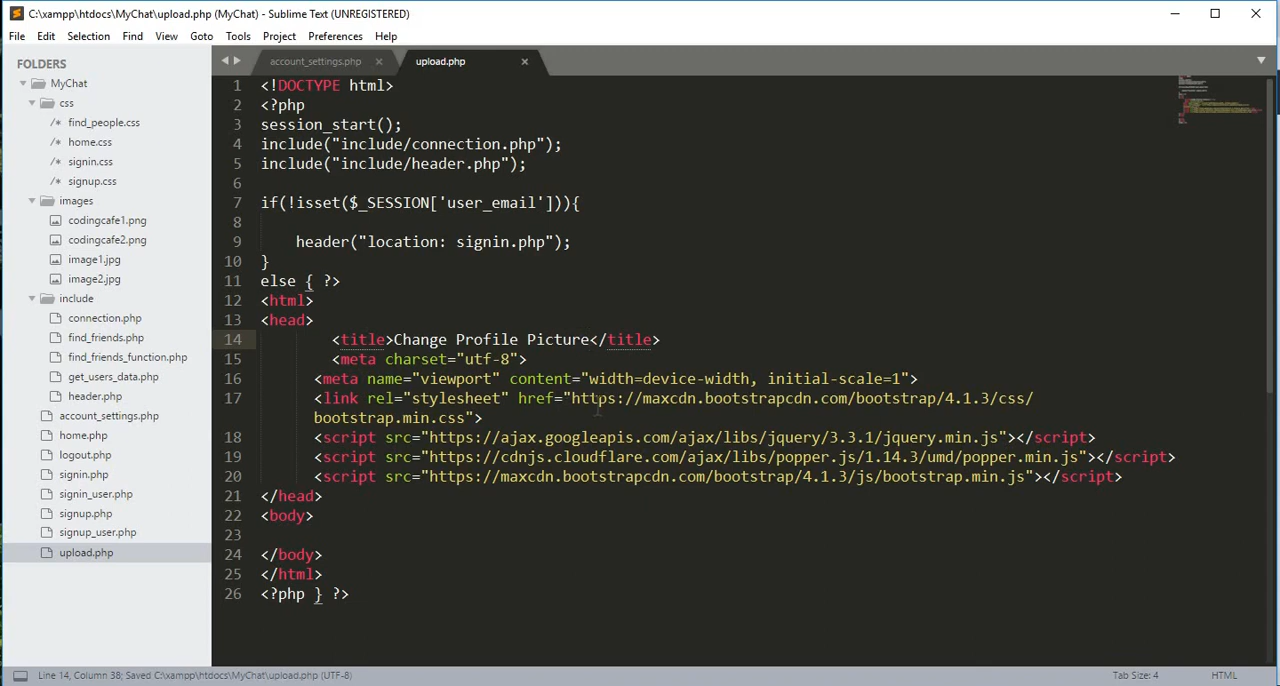 C:\xampp\htdocs\MyChat\upload.php (MyChat) - Sublime Text (UNREGISTERED)
File Edit Selection Find View Goto Tools Project Preferences Help
FOLDERS
MyChat
css
/* find_people.css
/* home.css
/* signin.css
/* signup.css
images
codingcafe1.png
codingcafe2.png
image1.jpg
image2.jpg
include
connection.php
find_friends.php
find_friends_function.php
get_users_data.php
header.php
account_settings.php
home.php
logout.php
signin.php
signin_user.php
signup.php
signup_user.php
upload.php
account_settings.php upload.php
1 <!DOCTYPE html>
2 <?php
3 session_start();
4 include("include/connection.php");
5 include("include/header.php");
6
7 if(!isset($_SESSION['user_email'])){
8
9 header("location: signin.php");
10 }
11 else { ?>
12 <html>
13 <head>
14 <title>Change Profile Picture</title>
15 <meta charset="utf-8">
16 <meta name="viewport" content="width=device-width, initial-scale=1">
17 <link rel="stylesheet" href="https://maxcdn.bootstrapcdn.com/bootstrap/4.1.3/css/
bootstrap.min.css">
18 <script src="https://ajax.googleapis.com/ajax/libs/jquery/3.3.1/jquery.min.js"></script>
19 <script src="https://cdnjs.cloudflare.com/ajax/libs/popper.js/1.14.3/umd/popper.min.js"></script>
20 <script src="https://maxcdn.bootstrapcdn.com/bootstrap/4.1.3/js/bootstrap.min.js"></script>
21 </head>
22 <body>
23
24 </body>
25 </html>
26 <?php } ?>
Line 14, Column 38; Saved C:\xampp\htdocs\MyChat\upload.php (UTF-8) Tab Size: 4 HTML